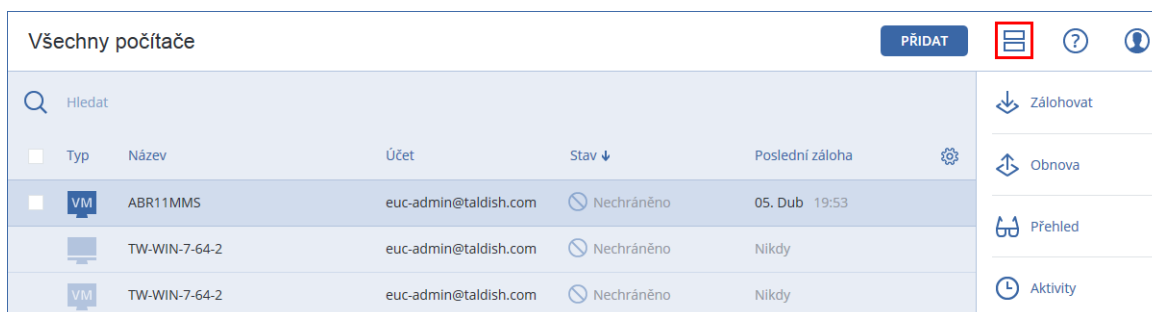 Všechny počítače
PŘIDAT
?
Hledat
Zálohovat
Typ Název Účet Stav Poslední záloha
Obnova
VM ABR11MMS euc-admin@taldish.com Nechráněno 05. Dub 19:53
Přehled
TW-WIN-7-64-2 euc-admin@taldish.com Nechráněno Nikdy
Aktivity
VM TW-WIN-7-64-2 euc-admin@taldish.com Nechráněno Nikdy